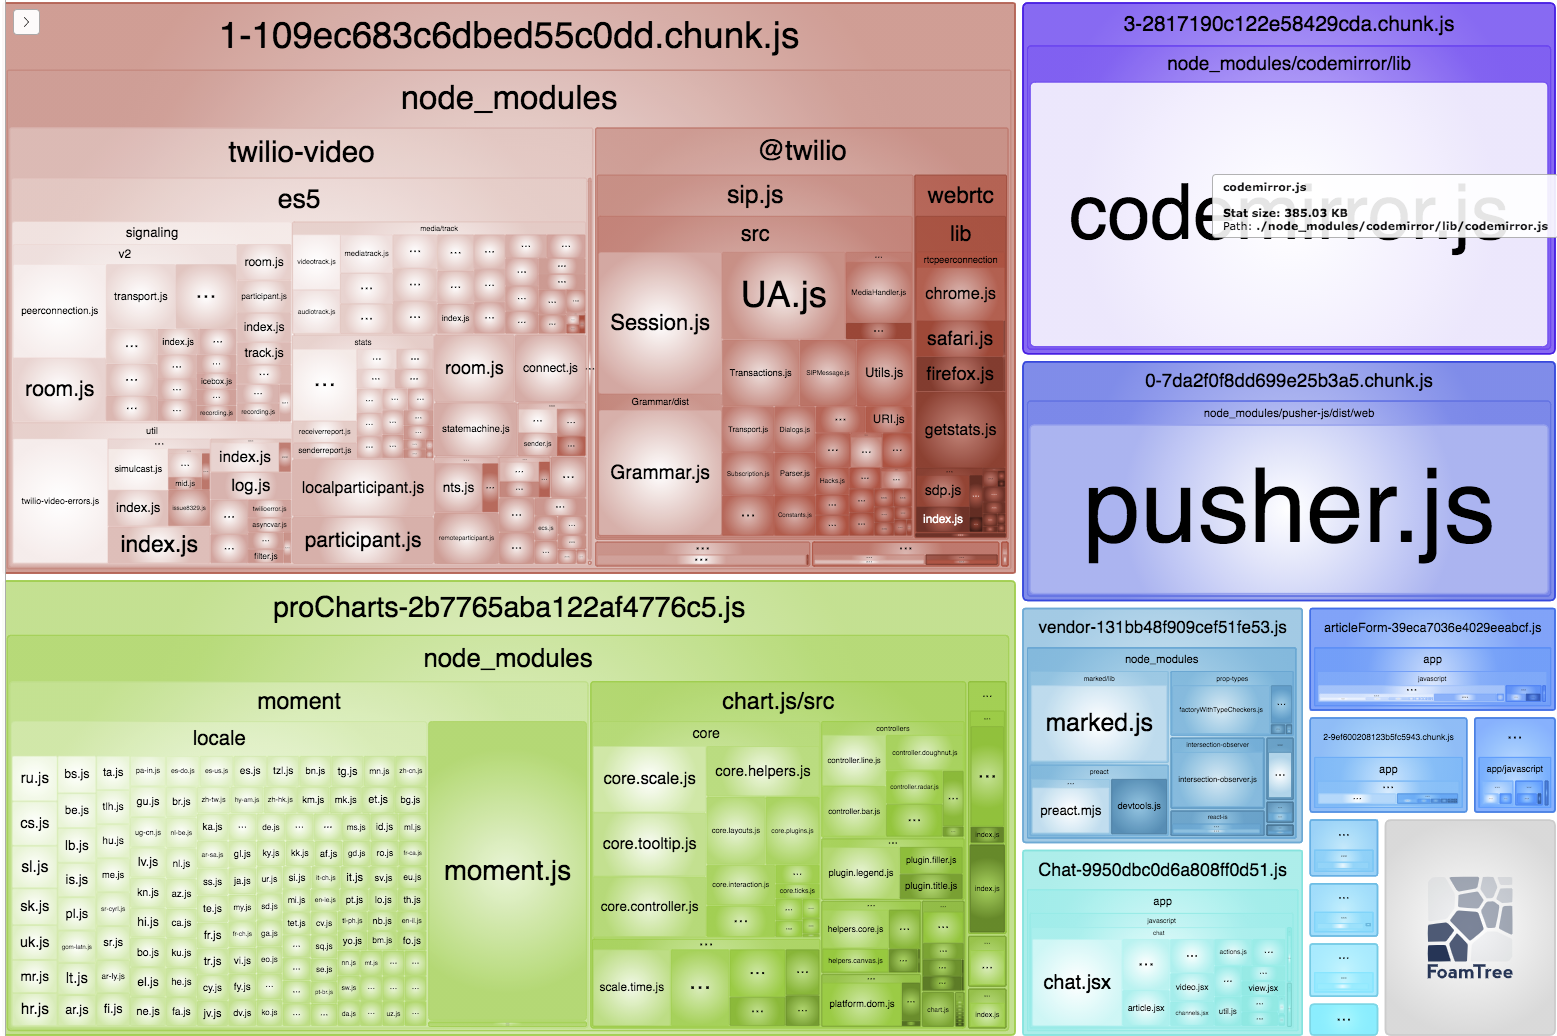 1-109ec683c6dbed55c0dd.chunk.js
node_modules
twilio-video
es5
signaling
v2
peerconnection.js
transport.js
...
room.js
participant.js
index.js
track.js
room.js
index.js
icebox.js
recording.js
recording.js
util
twilio-video-errors.js
simulcast.js
mid.js
index.js
issue8329.js
index.js
index.js
log.js
twilioerror.js
asyncvar.js
filter.js
media/track
videotrack.js
mediatrack.js
audiotrack.js
index.js
stats
...
receiverreport.js
senderreport.js
room.js
connect.js
statemachine.js
sender.js
localparticipant.js
nts.js
participant.js
remoteparticipant.js
ecs.js
@twilio
sip.js
src
Session.js
UA.js
MediaHandler.js
Transactions.js
SIPMessage.js
Utils.js
Grammar/dist
Grammar.js
Transport.js
Dialogs.js
URI.js
Subscription.js
Parser.js
Hacks.js
Constants.js
webrtc
lib
rtcpeerconnection
chrome.js
safari.js
firefox.js
getstats.js
sdp.js
index.js
proCharts-2b7765aba122af4776c5.js
node_modules
moment
locale
ru.js
bs.js
ta.js
pa-in.js
es-do.js
es-us.js
es.js
tzl.js
bn.js
tg.js
mn.js
zh-cn.js
be.js
tlh.js
gu.js
br.js
zh-tw.js
hy-am.js
zh-hk.js
km.js
mk.js
et.js
bg.js
cs.js
lb.js
hu.js
ug-cn.js
nl-be.js
ka.js
...
de.js
...
...
ms.js
id.js
ml.js
sl.js
is.js
me.js
lv.js
nl.js
ar-sa.js
gl.js
ky.js
kk.js
af.js
gd.js
ro.js
fr-ca.js
kn.js
az.js
ss.js
ja.js
ur.js
si.js
it-ch.js
it.js
sv.js
eu.js
sk.js
pl.js
sr-cyrl.js
hi.js
ca.js
te.js
my.js
sd.js
mi.js
en-ie.js
pt.js
lo.js
th.js
uk.js
gom-latn.js
sr.js
bo.js
ku.js
fr.js
fr-ch.js
ga.js
tet.js
cv.js
tl-ph.js
nb.js
en-il.js
mr.js
lt.js
ar-ly.js
el.js
he.js
tr.js
vi.js
eo.js
sq.js
yo.js
bm.js
fo.js
se.js
nn.js
mt.js
hr.js
ar.js
fi.js
ne.js
fa.js
cy.js
fy.js
pt-br.js
sw.js
jv.js
dv.js
ko.js
da.js
uz.js
moment.js
chart.js/src
core
core.scale.js
core.helpers.js
core.tooltip.js
core.layouts.js
core.plugins.js
core.controller.js
core.interaction.js
core.ticks.js
scale.time.js
...
controllers
controller.line.js
controller.doughnut.js
controller.radar.js
controller.bar.js
plugin.legend.js
plugin.filler.js
plugin.title.js
helpers.core.js
helpers.canvas.js
platform.dom.js
chart.js
index.js
index.js
index.js
3-2817190c122e58429cda.chunk.js
node_modules/codemirror/lib
codemirror.js
codemirror.js
Stat size: 385.03 KB
Path: ./node_modules/codemirror/lib/codemirror.js
0-7da2f0f8dd699e25b3a5.chunk.js
node_modules/pusher-js/dist/web
pusher.js
vendor-131bb48f909cef51fe53.js
node_modules
marked/lib
marked.js
prop-types
factoryWithTypeCheckers.js
intersection-observer
intersection-observer.js
preact
preact.mjs
devtools.js
react-is
articleForm-39eca7036e4029eeabcf.js
app
javascript
...
2-9ef600208123b5fc5943.chunk.js
app
...
...
app/javascript
Chat-9950dbc0d6a808ff0d51.js
app
javascript
chat
chat.jsx
...
...
actions.js
...
video.jsx
...
view.jsx
article.jsx
channels.jsx
util.js
...
...
...
...
FoamTree